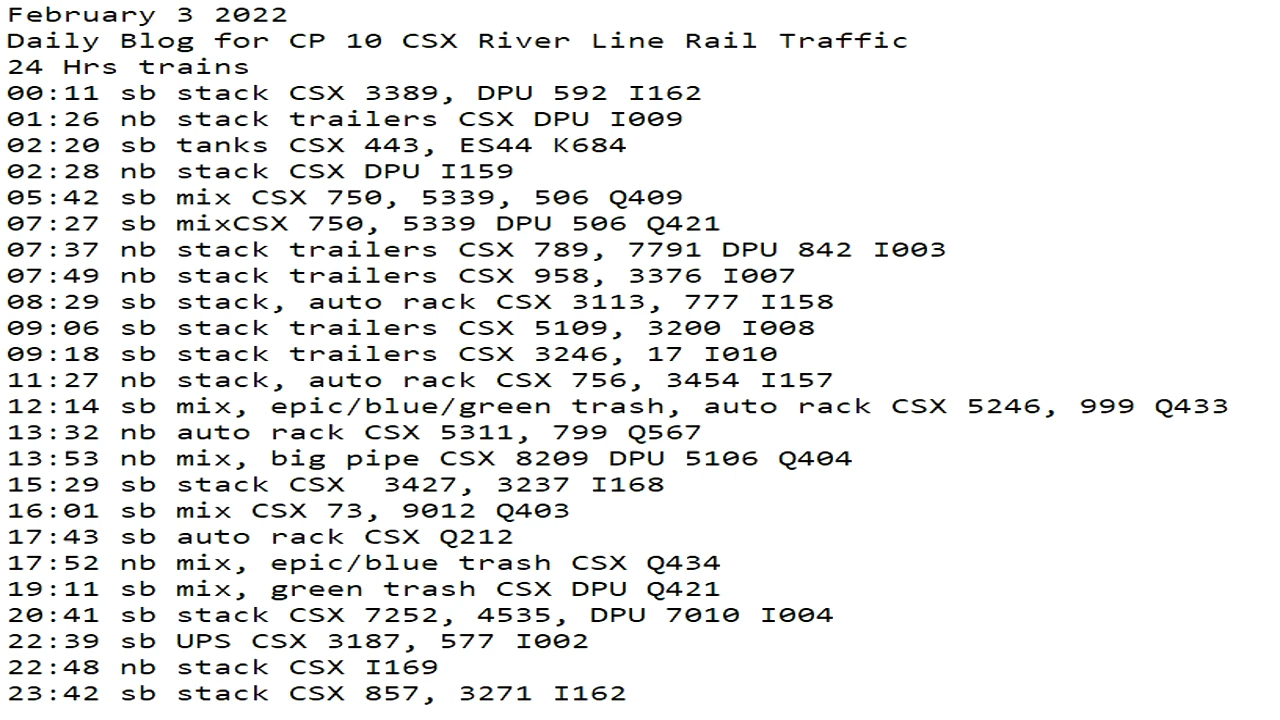 February 3 2022
Daily Blog for CP 10 CSX River Line Rail Traffic
24 Hrs trains
00:11 sb stack CSX 3389, DPU 592 I162
01:26 nb stack trailers CSX DPU I009
02:20 sb tanks CSX 443, ES44 K684
02:28 nb stack CSX DPU I159
05:42 sb mix CSX 750, 5339, 506 Q409
07:27 sb mixCSX 750, 5339 DPU 506 Q421
07:37 nb stack trailers CSX 789, 7791 DPU 842 I003
07:49 nb stack trailers CSX 958, 3376 I007
08:29 sb stack, auto rack CSX 3113, 777 I158
09:06 sb stack trailers CSX 5109, 3200 I008
09:18 sb stack trailers CSX 3246, 17 I010
11:27 nb stack, auto rack CSX 756, 3454 I157
12:14 sb mix, epic/blue/green trash, auto rack CSX 5246, 999 Q433
13:32 nb auto rack CSX 5311, 799 Q567
13:53 nb mix, big pipe CSX 8209 DPU 5106 Q404
15:29 sb stack CSX  3427, 3237 I168
16:01 sb mix CSX 73, 9012 Q403
17:43 sb auto rack CSX Q212
17:52 nb mix, epic/blue trash CSX Q434
19:11 sb mix, green trash CSX DPU Q421
20:41 sb stack CSX 7252, 4535, DPU 7010 I004
22:39 sb UPS CSX 3187, 577 I002
22:48 nb stack CSX I169
23:42 sb stack CSX 857, 3271 I162